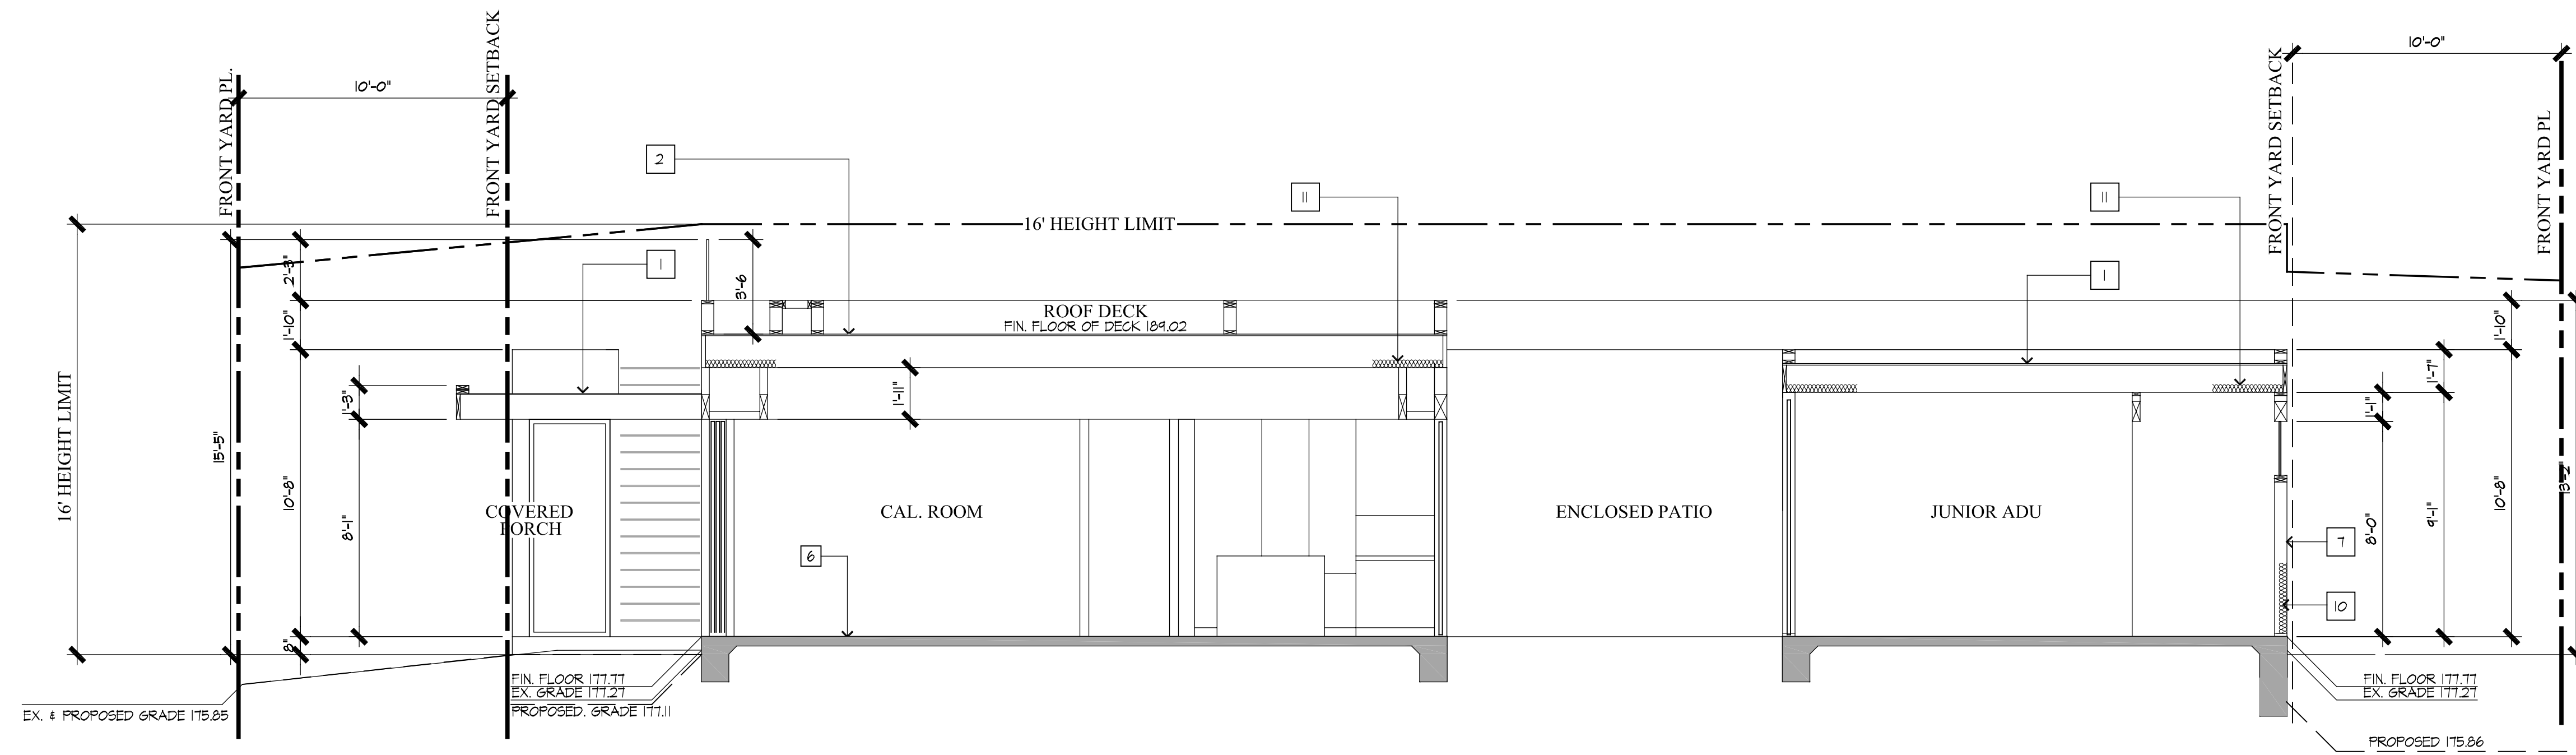 10'-0"
10'-0"
FRONT YARD PL.
FRONT YARD SETBACK
FRONT YARD SETBACK
FRONT YARD PL
2
11
11
16' HEIGHT LIMIT
1
1
2'-3"
3'-6
1'-10"
ROOF DECK
FIN. FLOOR OF DECK 189.02
1'-10"
1'-3"
1'-11"
1'-7"
1'-1"
16' HEIGHT LIMIT
15'-5"
10'-8"
8'-1"
COVERED
PORCH
CAL. ROOM
ENCLOSED PATIO
JUNIOR ADU
8'-0"
9'-1"
10'-8"
13'-2"
6
7
10
8"
FIN. FLOOR 177.77
EX. GRADE 177.27
PROPOSED. GRADE 177.11
EX. & PROPOSED GRADE 175.85
FIN. FLOOR 177.77
EX. GRADE 177.27
PROPOSED 175.86